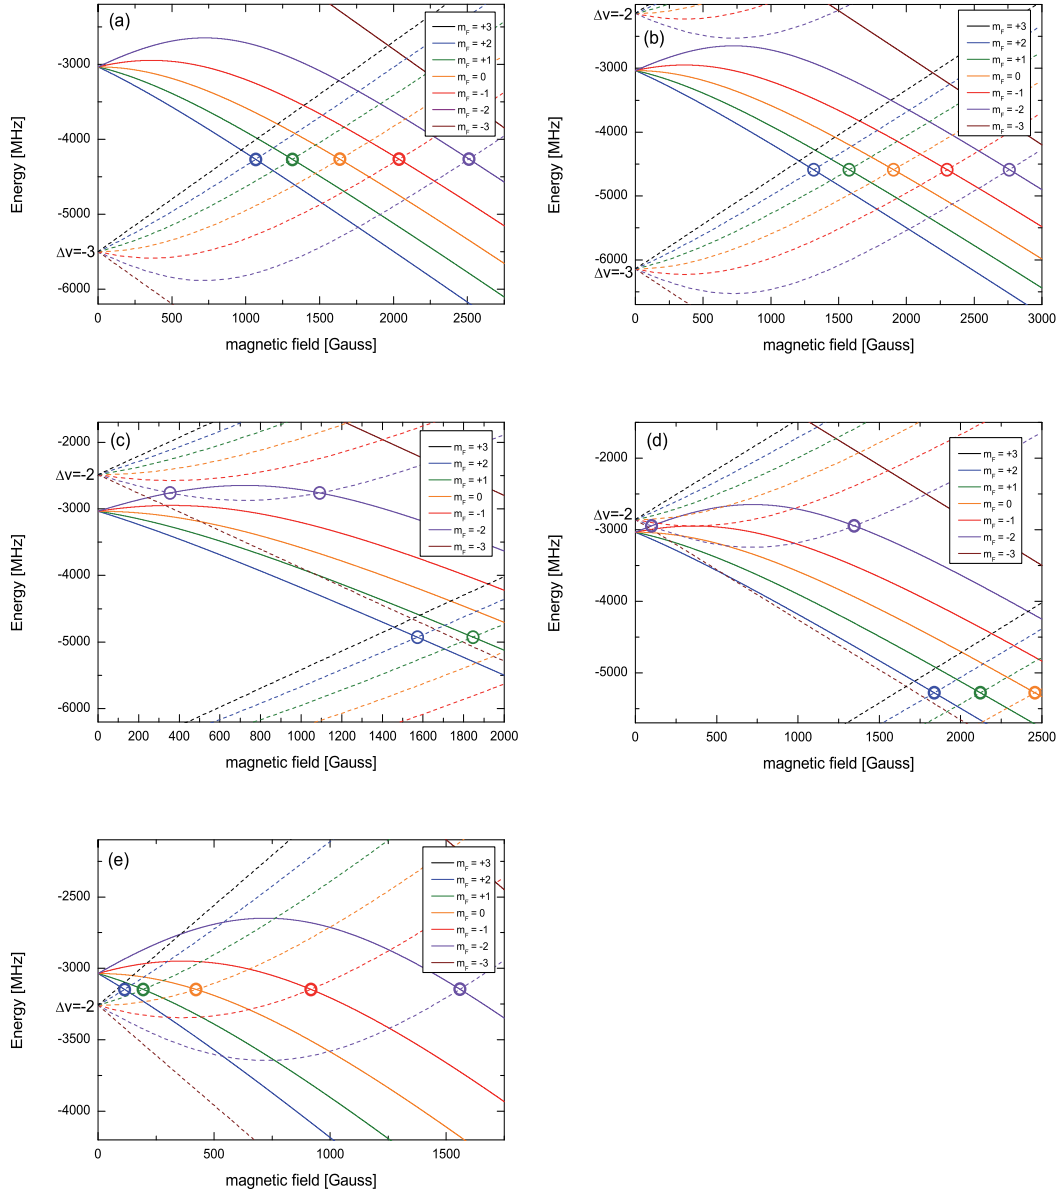 (a)
Energy [MHz]
-3000
-4000
-5000
Δv=-3
-6000
0 500 1000 1500 2000 2500
magnetic field [Gauss]
m_F = +3
m_F = +2
m_F = +1
m_F = 0
m_F = -1
m_F = -2
m_F = -3
(b)
Energy [MHz]
Δv=-2
-3000
-4000
-5000
-6000
Δv=-3
0 500 1000 1500 2000 2500 3000
magnetic field [Gauss]
m_F = +3
m_F = +2
m_F = +1
m_F = 0
m_F = -1
m_F = -2
m_F = -3
(c)
Energy [MHz]
-2000
Δv=-2
-3000
-4000
-5000
-6000
0 200 400 600 800 1000 1200 1400 1600 1800 2000
magnetic field [Gauss]
m_F = +3
m_F = +2
m_F = +1
m_F = 0
m_F = -1
m_F = -2
m_F = -3
(d)
Energy [MHz]
-2000
Δv=-2
-3000
-4000
-5000
0 500 1000 1500 2000 2500
magnetic field [Gauss]
m_F = +3
m_F = +2
m_F = +1
m_F = 0
m_F = -1
m_F = -2
m_F = -3
(e)
Energy [MHz]
-2500
-3000
Δv=-2
-3500
-4000
0 500 1000 1500
magnetic field [Gauss]
m_F = +3
m_F = +2
m_F = +1
m_F = 0
m_F = -1
m_F = -2
m_F = -3